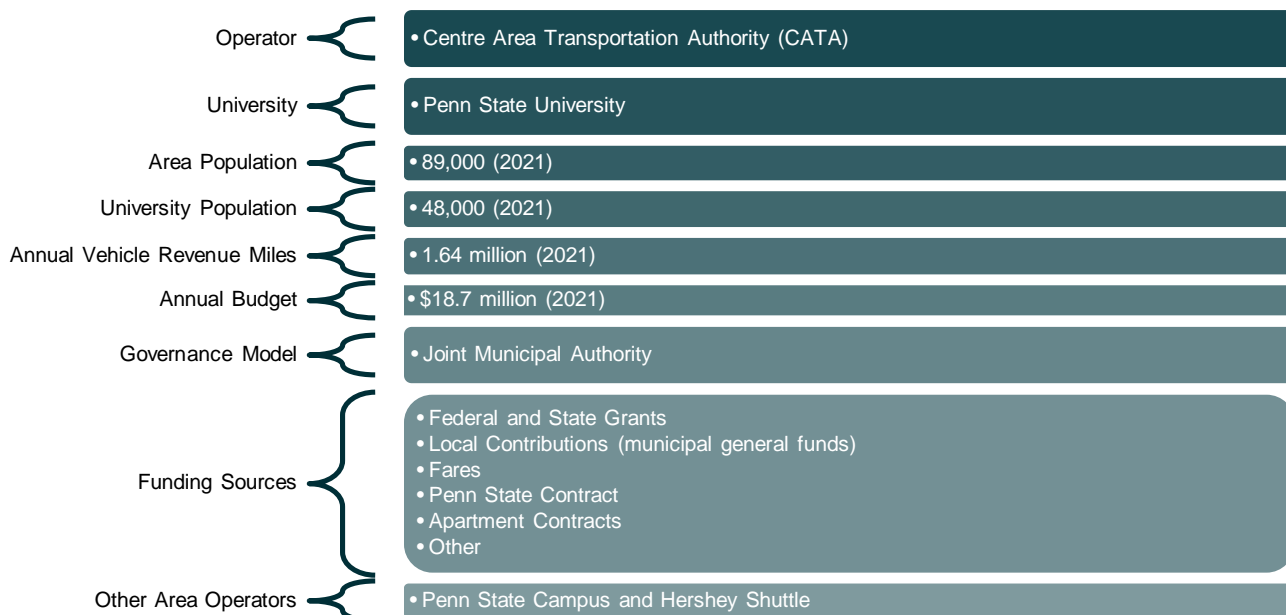 Operator
• Centre Area Transportation Authority (CATA)
University
• Penn State University
Area Population
• 89,000 (2021)
University Population
• 48,000 (2021)
Annual Vehicle Revenue Miles
• 1.64 million (2021)
Annual Budget
• $18.7 million (2021)
Governance Model
• Joint Municipal Authority
Funding Sources
• Federal and State Grants
• Local Contributions (municipal general funds)
• Fares
• Penn State Contract
• Apartment Contracts
• Other
Other Area Operators
• Penn State Campus and Hershey Shuttle